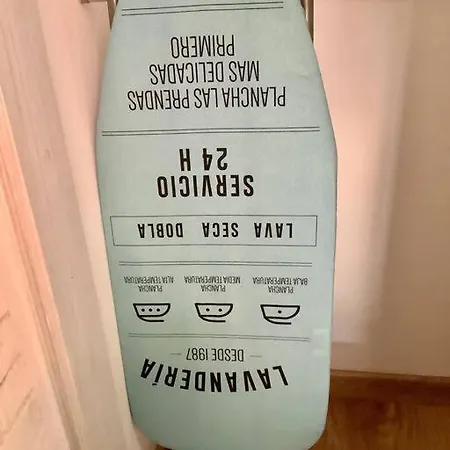 LAVANDERÍA
— DESDE 1987 —
PLANCHA
BAJA TEMPERATURA
PLANCHA
MEDIA TEMPERATURA
PLANCHA
ALTA TEMPERATURA
LAVA SECA DOBLA
SERVICIO
24 H
PLANCHA LAS PRENDAS
MAS DELICADAS
PRIMERO